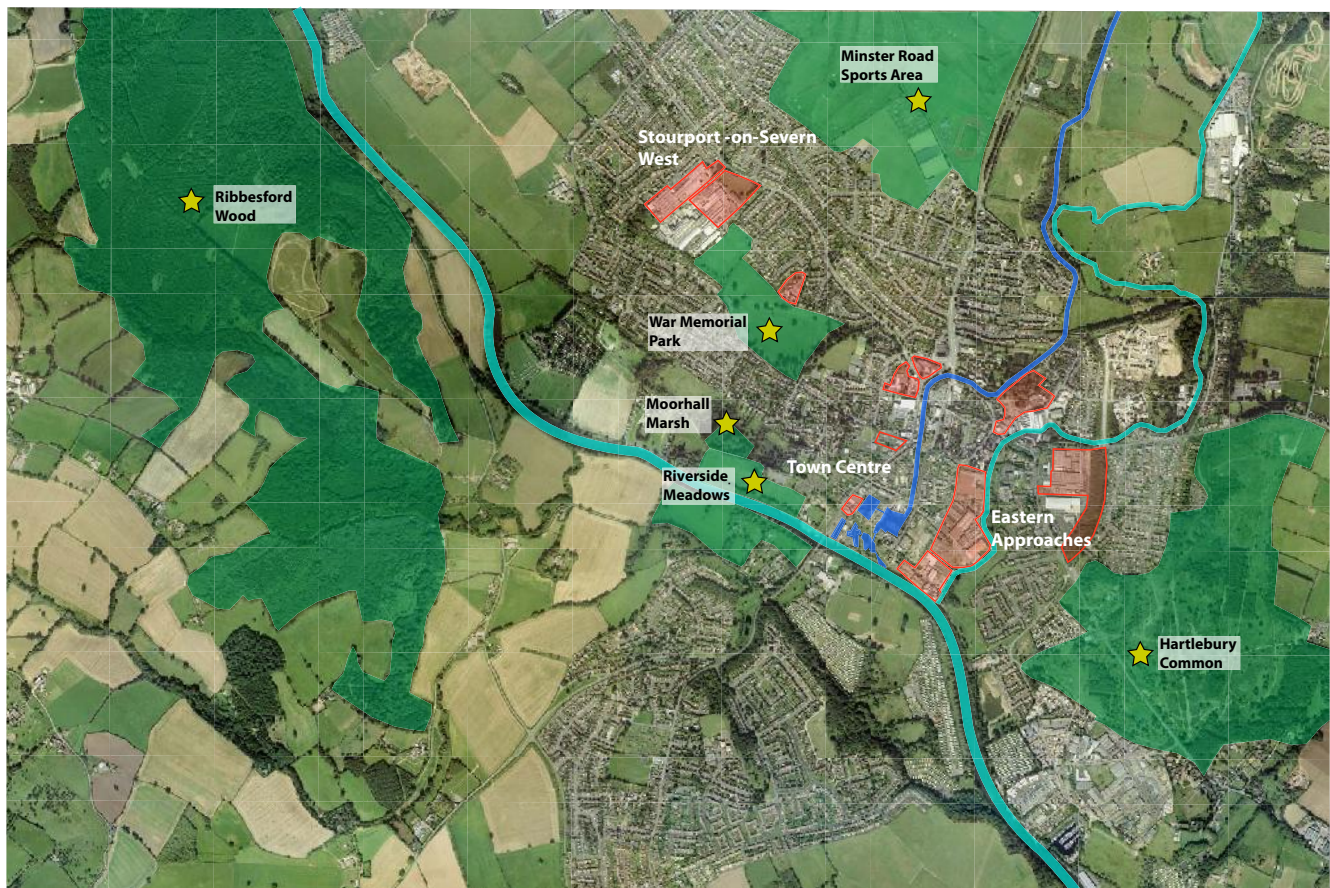 Minster Road
Sports Area
Stourport -on-Severn
West
Ribbesford
Wood
War Memorial
Park
Moorhall
Marsh
Town Centre
Riverside
Meadows
Eastern
Approaches
Hartlebury
Common